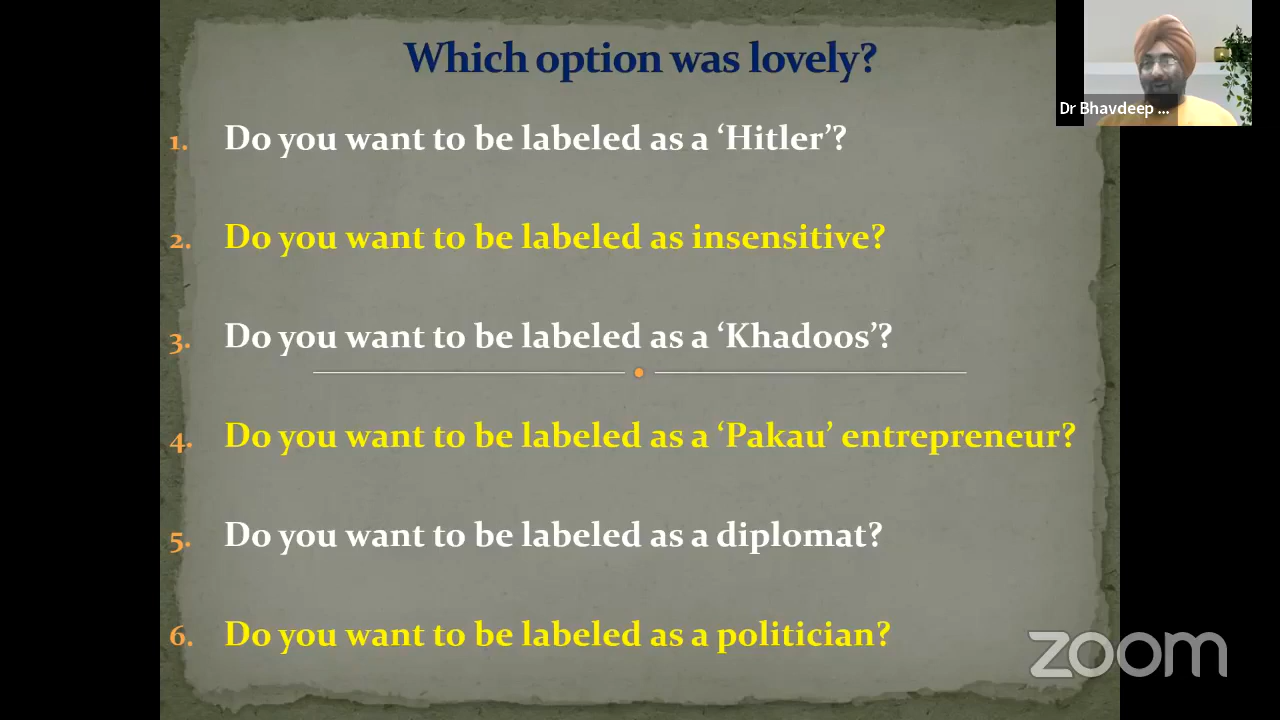 Which option was lovely?
Dr Bhavdeep ...
1. Do you want to be labeled as a ‘Hitler’?
2. Do you want to be labeled as insensitive?
3. Do you want to be labeled as a ‘Khadoos’?
4. Do you want to be labeled as a ‘Pakau’ entrepreneur?
5. Do you want to be labeled as a diplomat?
6. Do you want to be labeled as a politician?
zoom